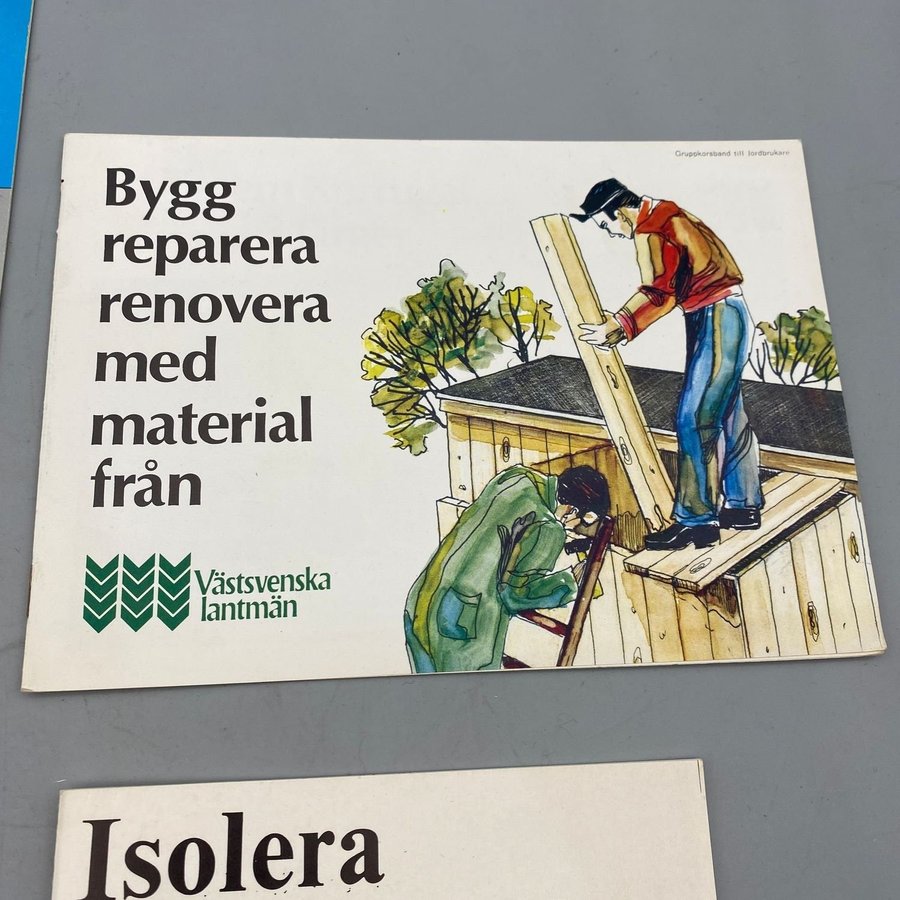 Gruppkorsband till Jordbrukare
Bygg
reparera
renovera
med
material
från
Västsvenska
lantmän
Isolera